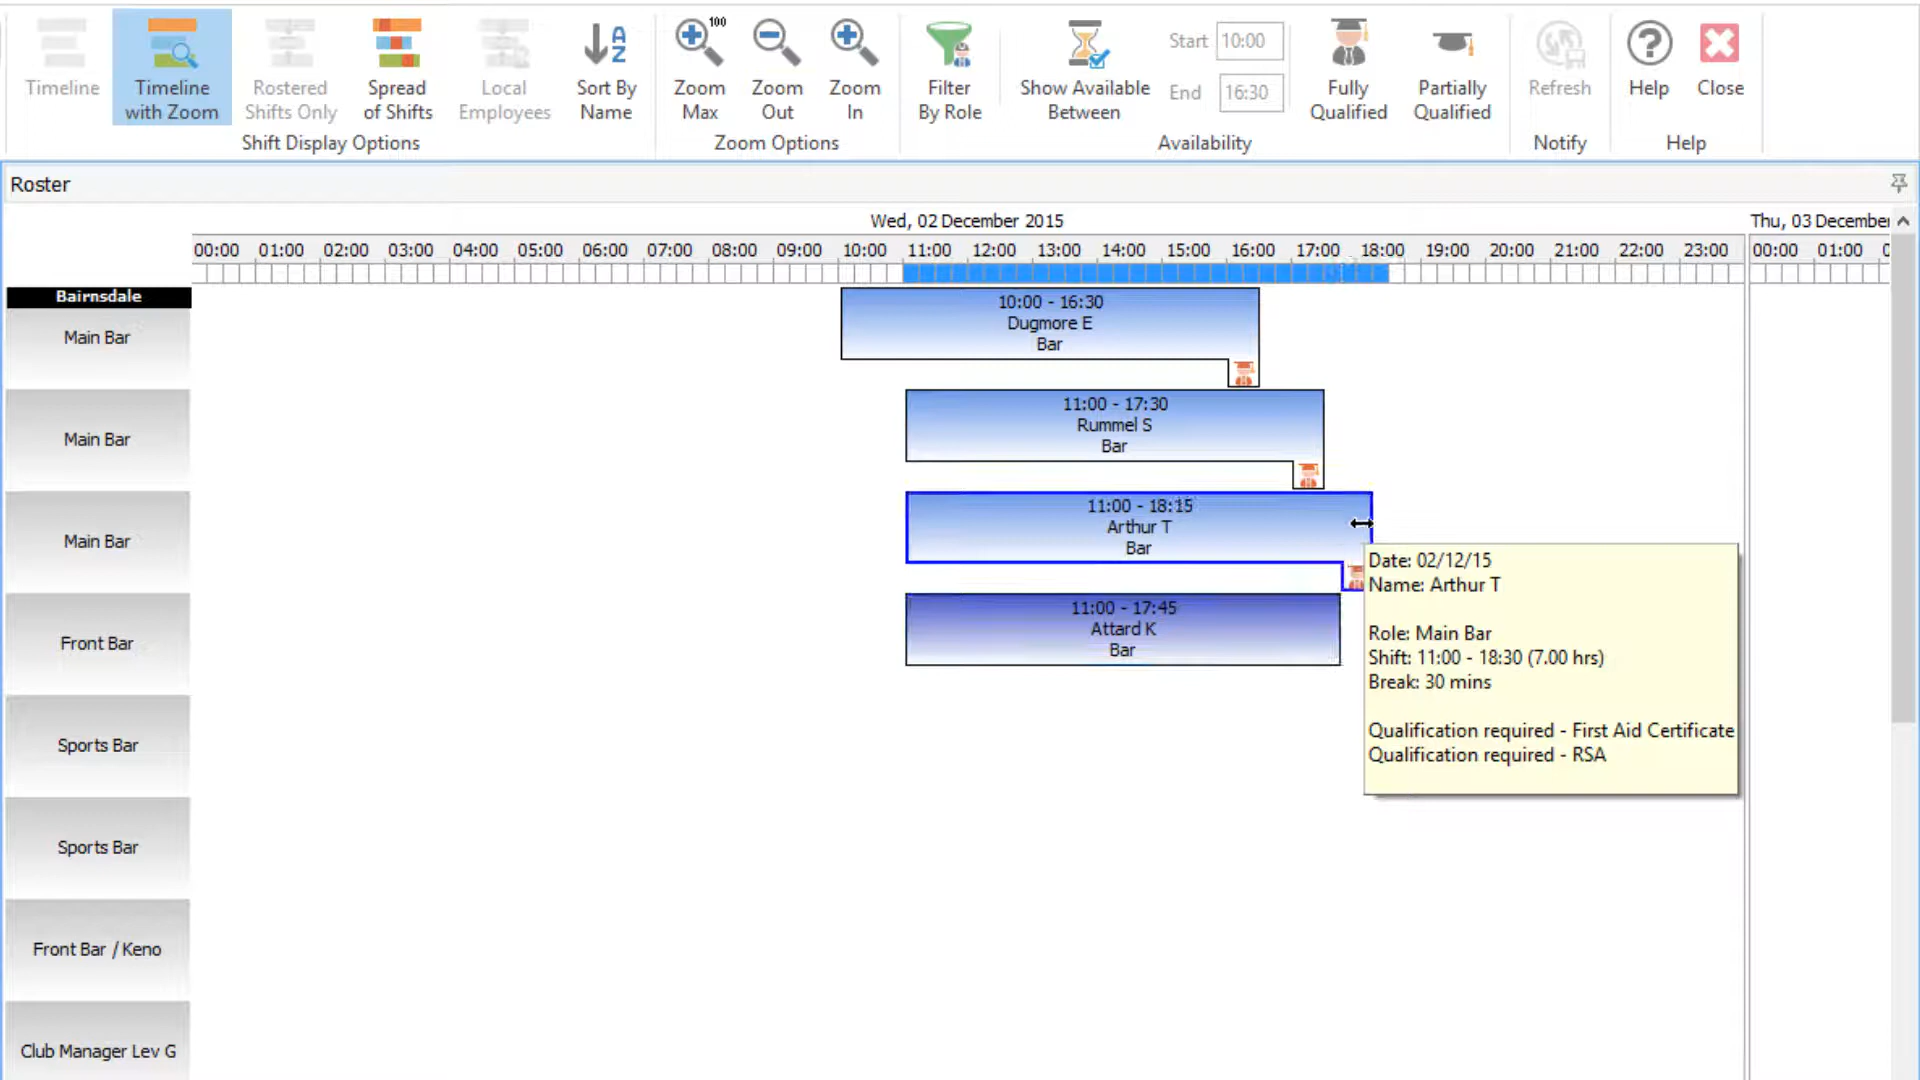 Timeline
Timeline
with Zoom
Rostered
Shifts Only
Spread
of Shifts
Local
Employees
Sort By
Name
Shift Display Options
100
Zoom
Max
Zoom
Out
Zoom
In
Zoom Options
Filter
By Role
Show Available
Between
Start 10:00
End 16:30
Fully
Qualified
Partially
Qualified
Availability
Refresh
Notify
Help
Close
Help
Roster
Wed, 02 December 2015
Thu, 03 December
00:00 01:00 02:00 03:00 04:00 05:00 06:00 07:00 08:00 09:00 10:00 11:00 12:00 13:00 14:00 15:00 16:00 17:00 18:00 19:00 20:00 21:00 22:00 23:00 00:00 01:00
Bairnsdale
Main Bar
10:00 - 16:30
Dugmore E
Bar
Main Bar
11:00 - 17:30
Rummel S
Bar
Main Bar
11:00 - 18:15
Arthur T
Bar
Front Bar
11:00 - 17:45
Attard K
Bar
Date: 02/12/15
Name: Arthur T
Role: Main Bar
Shift: 11:00 - 18:30 (7.00 hrs)
Break: 30 mins
Qualification required - First Aid Certificate
Qualification required - RSA
Sports Bar
Sports Bar
Front Bar / Keno
Club Manager Lev G